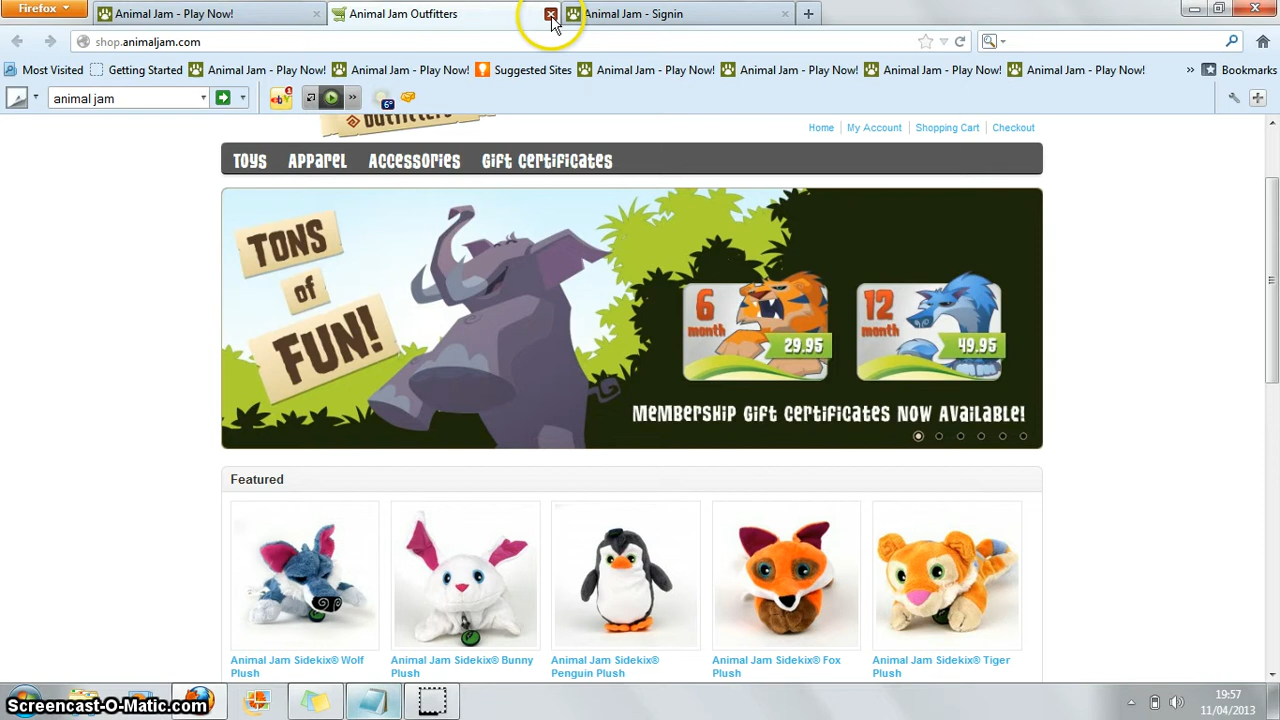 Firefox
Animal Jam - Play Now!
Animal Jam Outfitters
Animal Jam - Signin
shop.animaljam.com
Most Visited
Getting Started
Animal Jam - Play Now!
Animal Jam - Play Now!
Suggested Sites
Animal Jam - Play Now!
Animal Jam - Play Now!
Animal Jam - Play Now!
Animal Jam - Play Now!
Bookmarks
animal jam
6°
Outfitters
Home
My Account
Shopping Cart
Checkout
Toys
Apparel
Accessories
Gift Certificates
TONS
of
FUN!
6
month
29.95
12
month
49.95
Membership Gift Certificates Now Available!
Featured
Animal Jam Sidekix® Wolf
Plush
Animal Jam Sidekix® Bunny
Plush
Animal Jam Sidekix®
Penguin Plush
Animal Jam Sidekix® Fox
Plush
Animal Jam Sidekix® Tiger
Plush
Screencast-O-Matic.com
19:57
11/04/2013